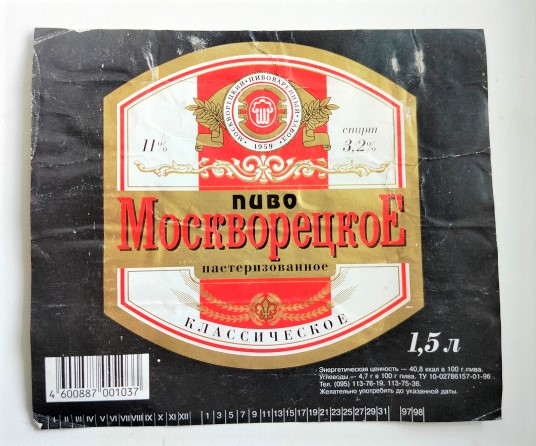 МОСКВОРЕЦКИЙ • ПИВОВАРЕННЫЙ • ЗАВОД
1959
11%
спирт
3,2%
ПИВО
МОСКВОРЕЦКОЕ
пастеризованное
КЛАССИЧЕСКОЕ
1,5 л
Энергетическая ценность — 40,8 ккал в 100 г пива.
Углеводы — 4,7 г в 100 г пива. ТУ 10-02786157-01-96
Тел. (095) 113-76-19, 113-75-36.
Желательно употребить до указанной даты.
4 600887 001037
I II III IV V VI VII VIII IX X XI XII 1 3 5 7 9 11 13 15 17 19 21 23 25 27 29 31 97 98